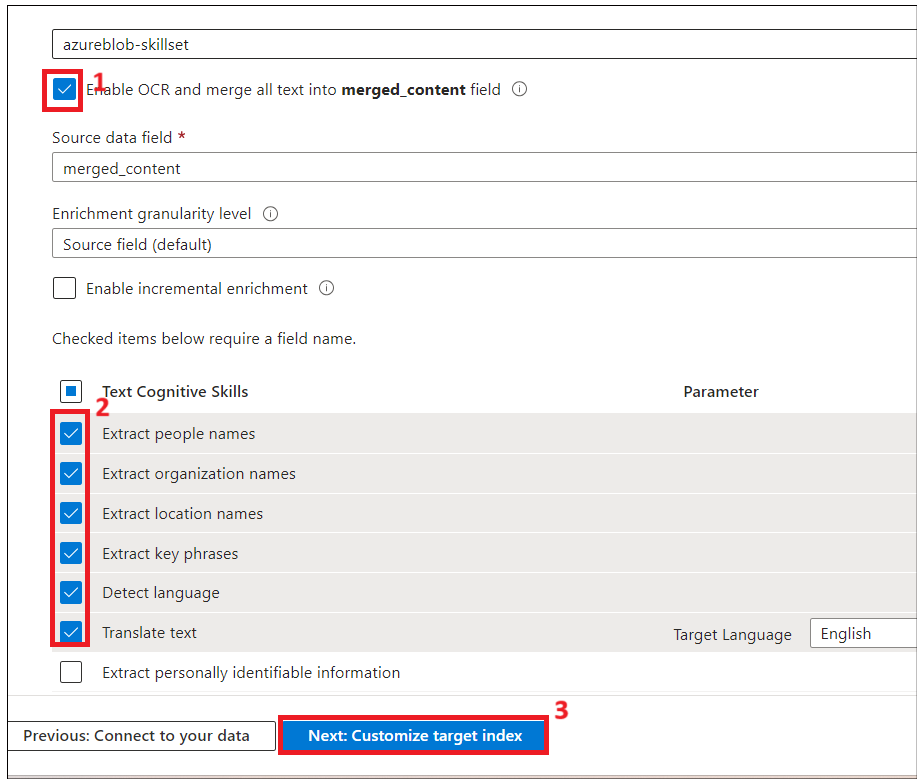 azureblob-skillset
1
Enable OCR and merge all text into merged_content field
Source data field *
merged_content
Enrichment granularity level
Source field (default)
Enable incremental enrichment
Checked items below require a field name.
Text Cognitive Skills Parameter
2
Extract people names
Extract organization names
Extract location names
Extract key phrases
Detect language
Translate text Target Language English
Extract personally identifiable information
3
Previous: Connect to your data Next: Customize target index